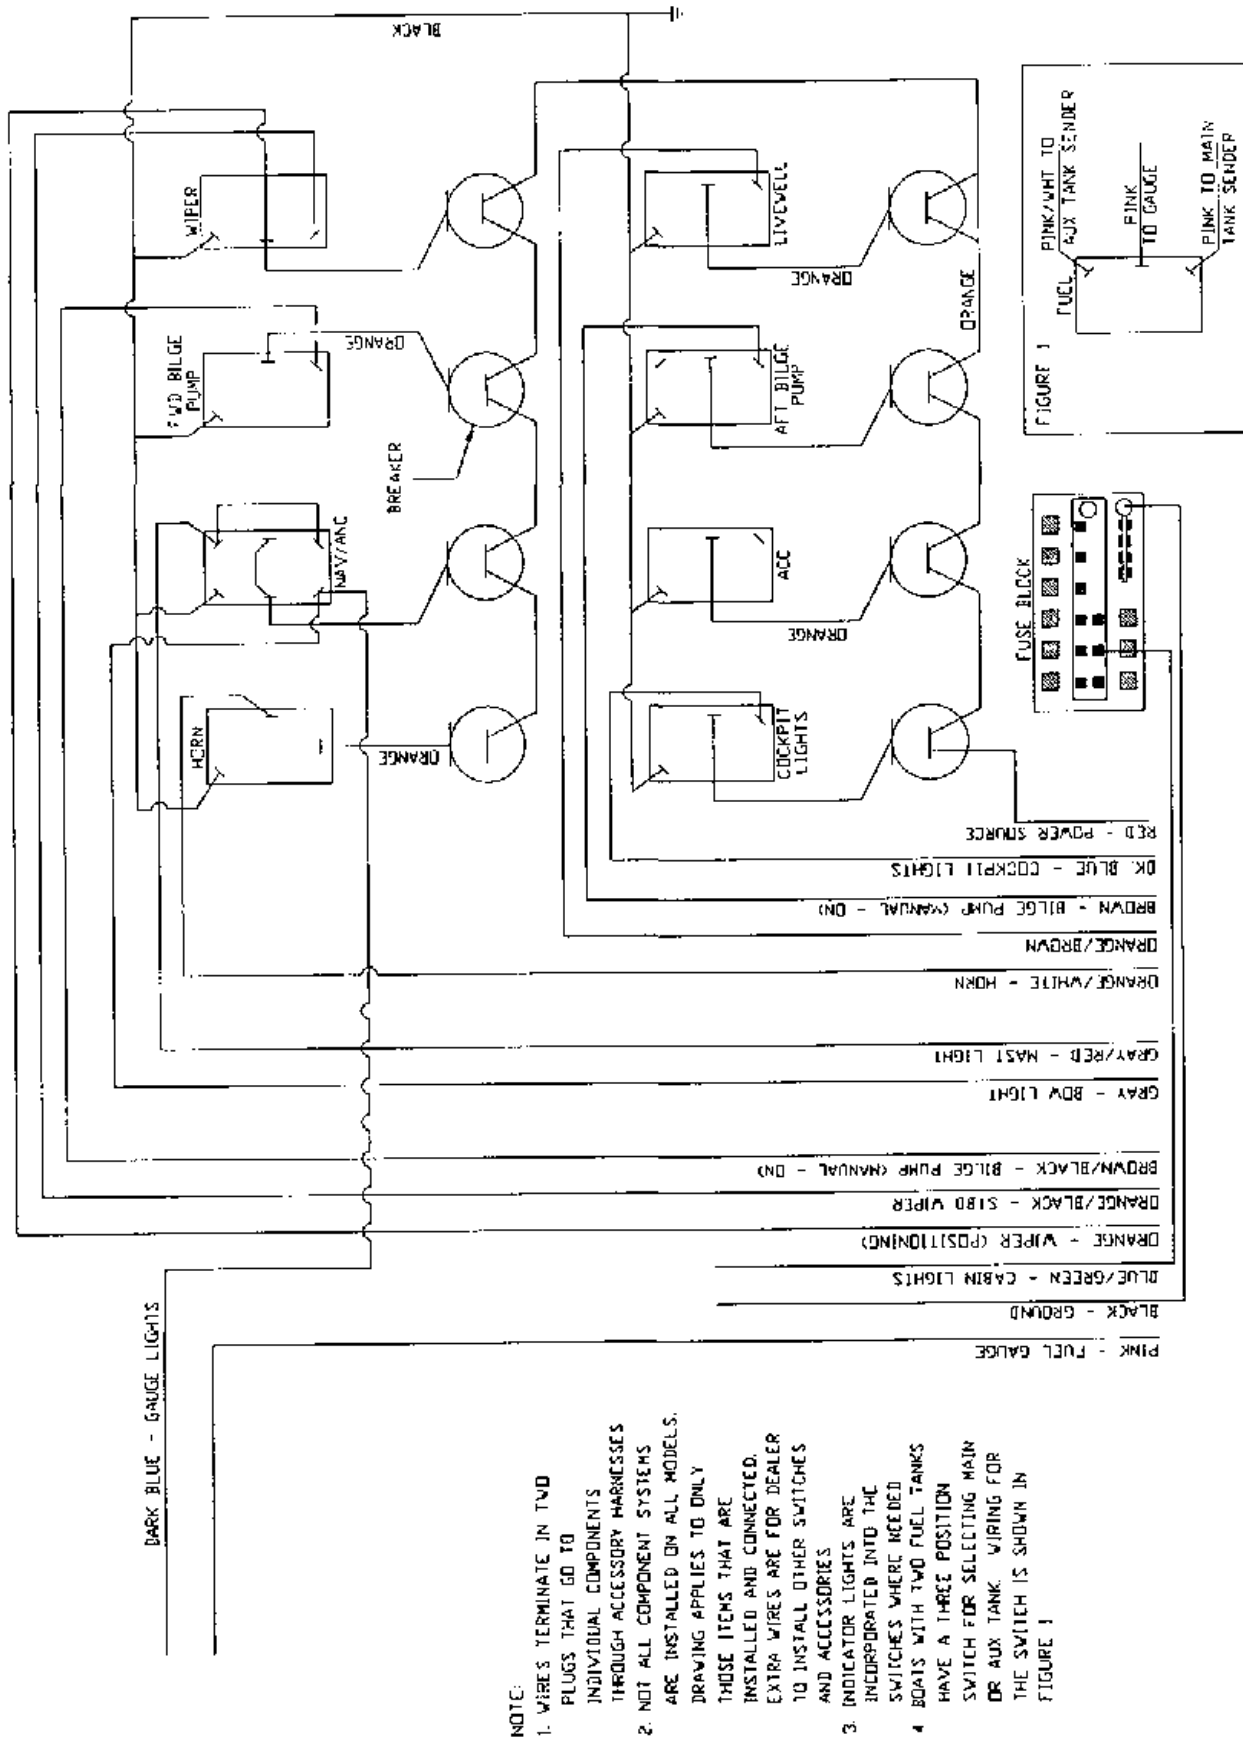 BLACK
WIPER
FWD BILGE
PUMP
ORANGE
BREAKER
NAV/ANC
HORN
ORANGE
LIVEWELL
ORANGE
ORANGE
AFT BILGE
PUMP
ACC
ORANGE
COCKPIT
LIGHTS
FUEL
PINK/WHT TO
AUX TANK SENDER
PINK
TO GAUGE
PINK TO MAIN
TANK SENDER
FIGURE 1
FUSE BLOCK
RED - POWER SOURCE
DK. BLUE - COCKPIT LIGHTS
BROWN - BILGE PUMP (MANUAL - ON)
ORANGE/BROWN
ORANGE/WHITE - HORN
GRAY/RED - MAST LIGHT
GRAY - BOW LIGHT
BROWN/BLACK - BILGE PUMP (MANUAL - ON)
ORANGE/BLACK - STBD WIPER
ORANGE - WIPER (POSITIONING)
BLUE/GREEN - CABIN LIGHTS
BLACK - GROUND
PINK - FUEL GAUGE
DARK BLUE - GAUGE LIGHTS
NOTE:
1. WIRES TERMINATE IN TWO
PLUGS THAT GO TO
INDIVIDUAL COMPONENTS
THROUGH ACCESSORY HARNESSES
2. NOT ALL COMPONENT SYSTEMS
ARE INSTALLED ON ALL MODELS.
DRAWING APPLIES TO ONLY
THOSE ITEMS THAT ARE
INSTALLED AND CONNECTED.
EXTRA WIRES ARE FOR DEALER
TO INSTALL OTHER SWITCHES
AND ACCESSORIES
3. INDICATOR LIGHTS ARE
INCORPORATED INTO THE
SWITCHES WHERE NEEDED
4 BOATS WITH TWO FUEL TANKS
HAVE A THREE POSITION
SWITCH FOR SELECTING MAIN
OR AUX TANK. WIRING FOR
THE SWITCH IS SHOWN IN
FIGURE 1